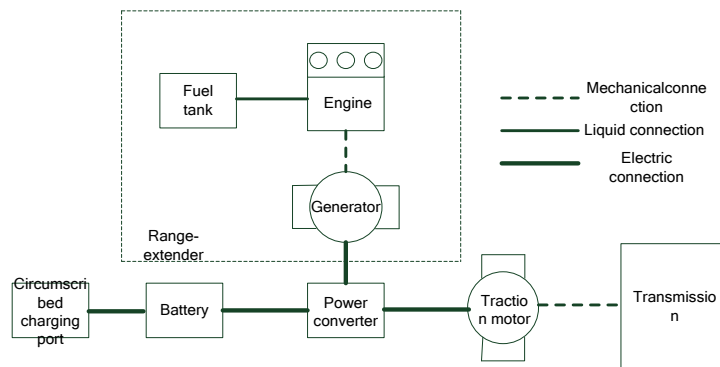 Fuel
tank
Engine
Generator
Range-
extender
Mechanicalconne
ction
Liquid connection
Electric
connection
Circumscri
bed
charging
port
Battery
Power
converter
Tractio
n motor
Transmissio
n